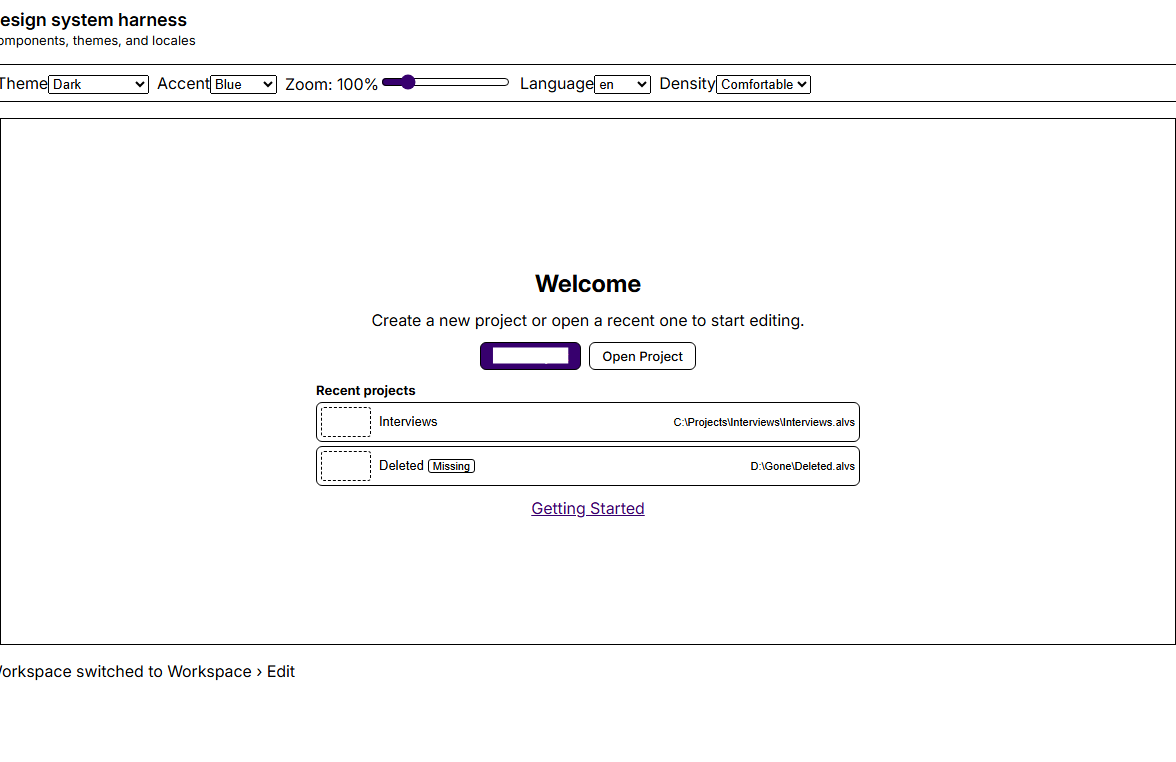 esign system harness
omponents, themes, and locales
Theme Dark Accent Blue Zoom: 100% Language en Density Comfortable
Welcome
Create a new project or open a recent one to start editing.
Open Project
Recent projects
Interviews C:\Projects\Interviews\Interviews.alvs
Deleted Missing D:\Gone\Deleted.alvs
Getting Started
orkspace switched to Workspace › Edit